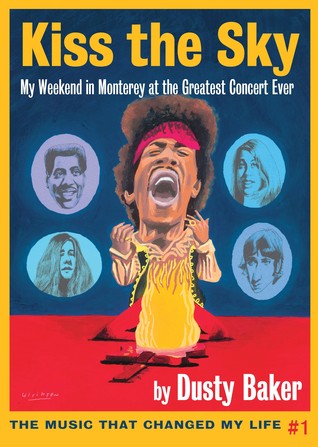 Kiss the Sky
My Weekend in Monterey at the Greatest Concert Ever
by Dusty Baker
THE MUSIC THAT CHANGED MY LIFE #1